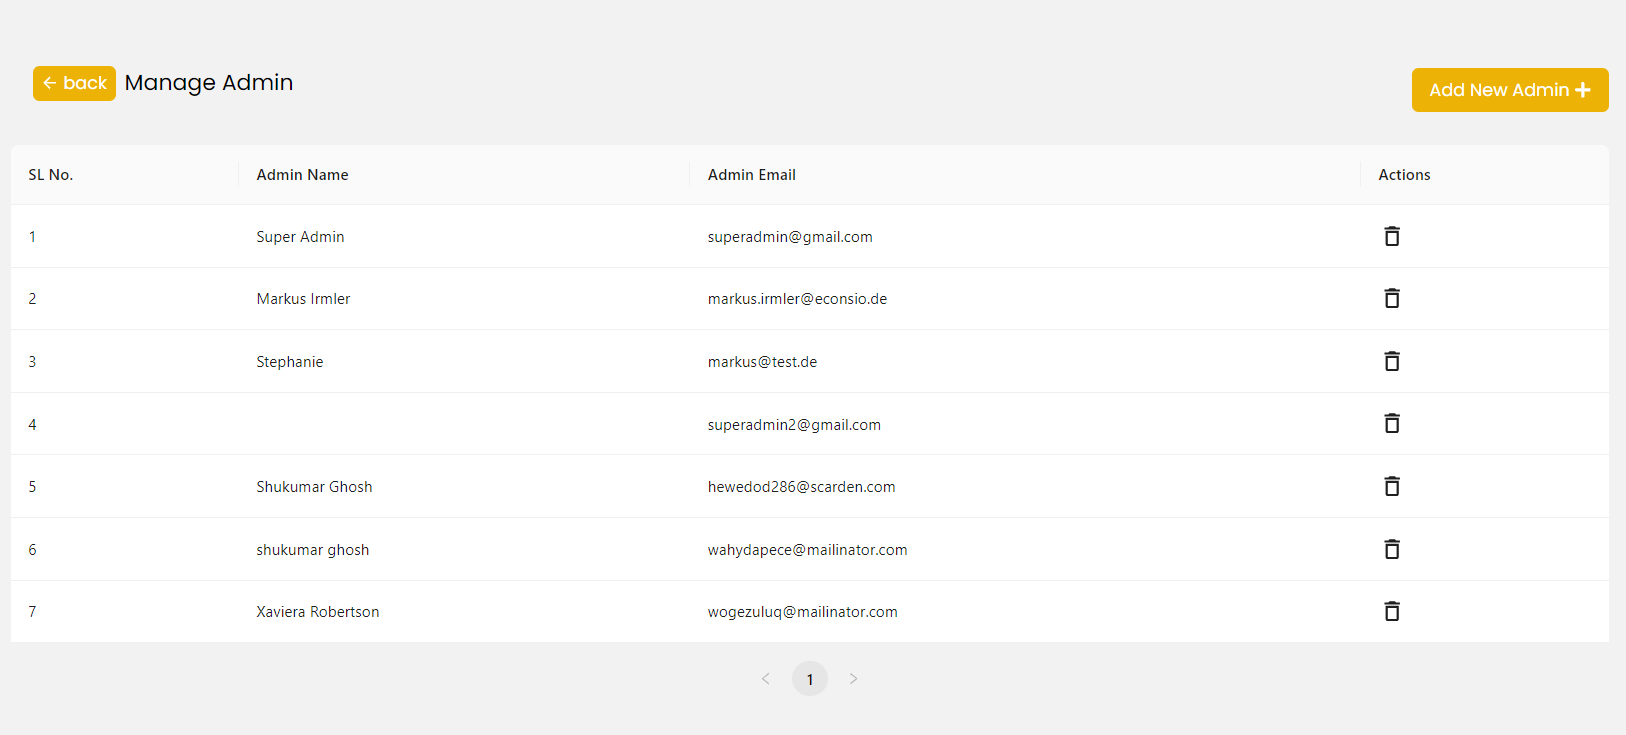 ← back Manage Admin
Add New Admin +
SL No. Admin Name Admin Email Actions
1 Super Admin superadmin@gmail.com
2 Markus Irmler markus.irmler@econsio.de
3 Stephanie markus@test.de
4 superadmin2@gmail.com
5 Shukumar Ghosh hewedod286@scarden.com
6 shukumar ghosh wahydapece@mailinator.com
7 Xaviera Robertson wogezuluq@mailinator.com
< 1 >